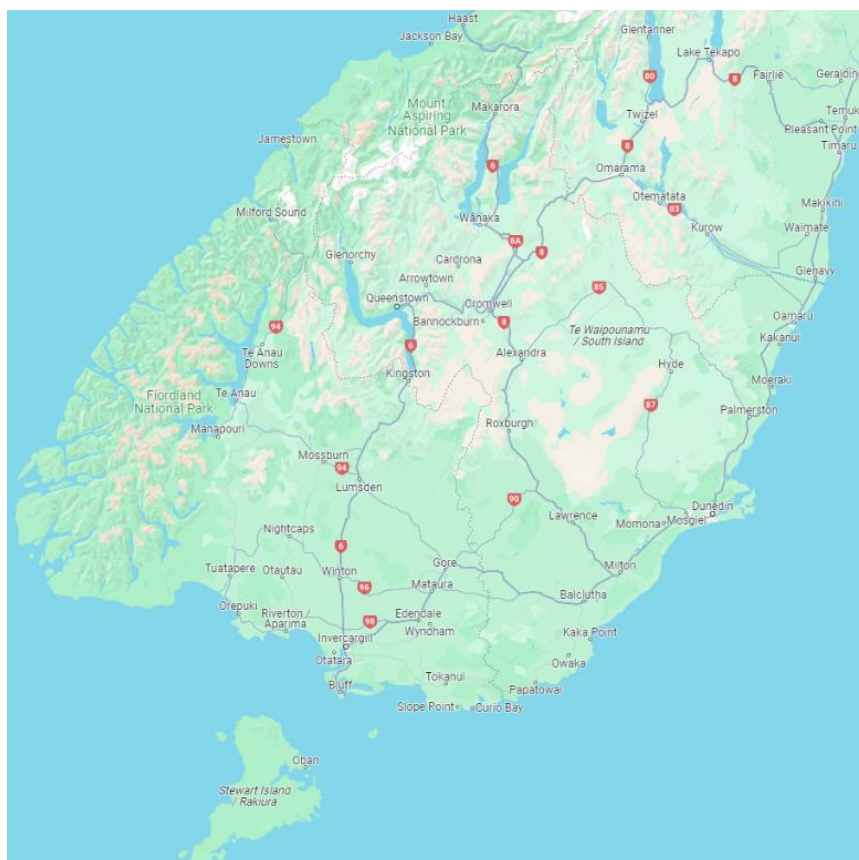 Haast
Jackson Bay
Glentanner
Lake Tekapo
80
8
Fairlie
Geraldine
Mount
Aspiring
National Park
Makarora
Twizel
Temuk
Pleasant Point
Timaru
Jamestown
6
8
Omarama
Otematata
83
Makikihi
Milford Sound
Wānaka
Kurow
Waimate
8A
8
Glenorchy
Cardrona
Arrowtown
Glenavy
85
Queenstown
Cromwell
Bannockburn
8
Oamaru
94
Te Waipounamu
/ South Island
Kakanui
6
Te Anau
Downs
Alexandra
Hyde
Kingston
Moeraki
Fiordland
National Park
Te Anau
87
Palmerston
Manapouri
Roxburgh
Mossburn
94
Lumsden
90
Dunedin
Lawrence
Momona
Mosgiel
Nightcaps
6
Gore
Milton
Tuatapere
Otautau
Winton
96
Mataura
Balclutha
Orepuki
Riverton /
Aparima
98
Edendale
Wyndham
Kaka Point
Invercargill
Otatara
Owaka
Tokanui
Bluff
Papatowai
Slope Point
Curio Bay
Oban
Stewart Island
/ Rakiura